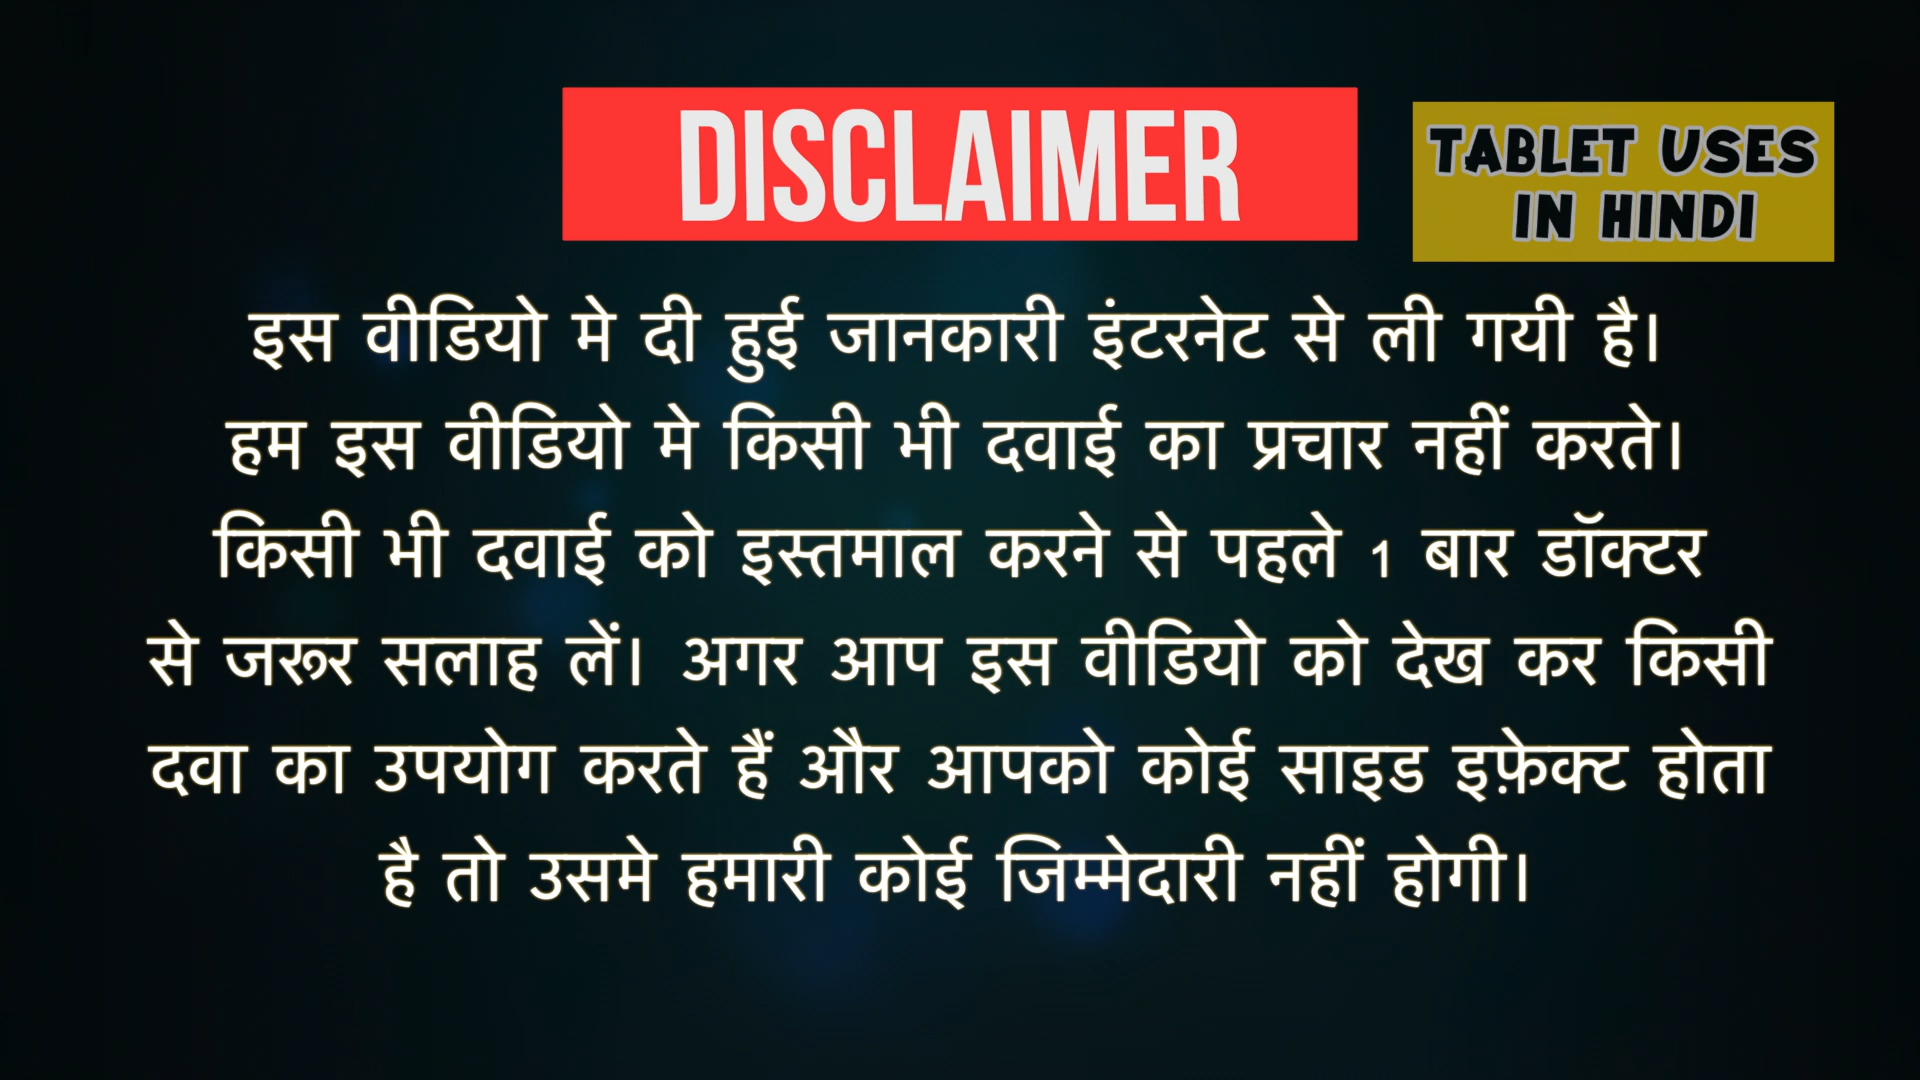 DISCLAIMER
TABLET USES
IN HINDI
इस वीडियो मे दी हुई जानकारी इंटरनेट से ली गयी है।
हम इस वीडियो मे किसी भी दवाई का प्रचार नहीं करते।
किसी भी दवाई को इस्तमाल करने से पहले 1 बार डॉक्टर
से जरूर सलाह लें। अगर आप इस वीडियो को देख कर किसी
दवा का उपयोग करते हैं और आपको कोई साइड इफ़ेक्ट होता
है तो उसमे हमारी कोई जिम्मेदारी नहीं होगी।